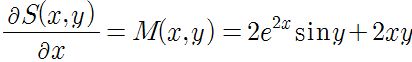 ∂S(x,y)/∂x = M(x,y) = 2e^{2x} sin y + 2xy